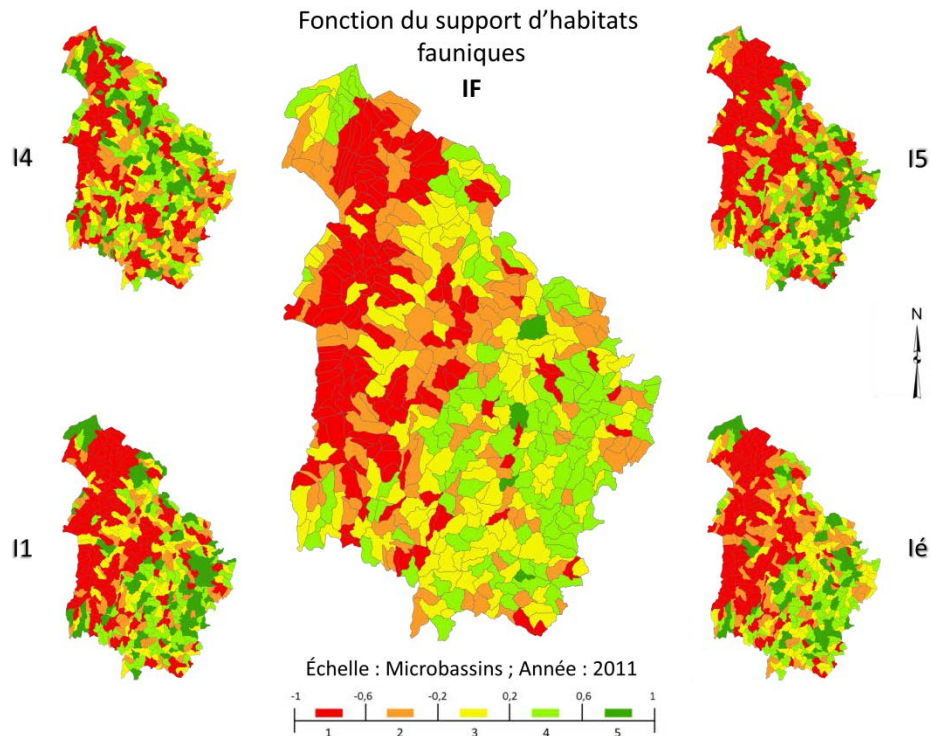 Fonction du support d’habitats
fauniques
IF
I4
I5
N
I1
Ié
Échelle : Microbassins ; Année : 2011
-1 -0,6 -0,2 0,2 0,6 1
1 2 3 4 5